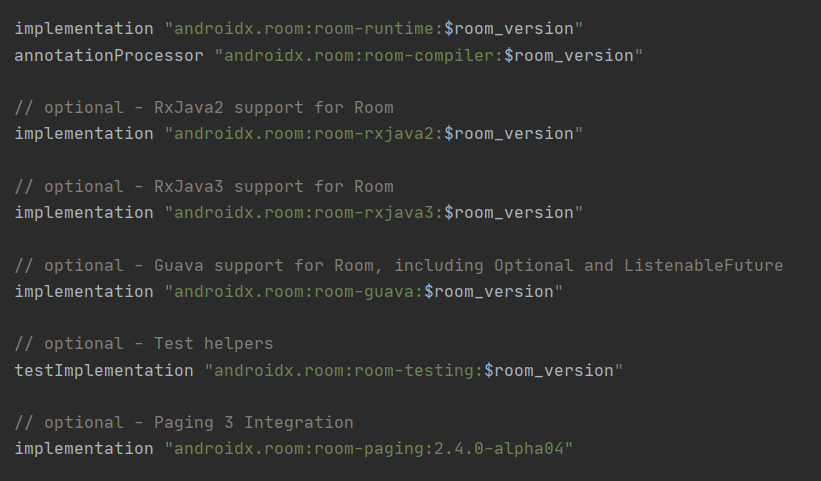 implementation "androidx.room:room-runtime:$room_version"
annotationProcessor "androidx.room:room-compiler:$room_version"
// optional - RxJava2 support for Room
implementation "androidx.room:room-rxjava2:$room_version"
// optional - RxJava3 support for Room
implementation "androidx.room:room-rxjava3:$room_version"
// optional - Guava support for Room, including Optional and ListenableFuture
implementation "androidx.room:room-guava:$room_version"
// optional - Test helpers
testImplementation "androidx.room:room-testing:$room_version"
// optional - Paging 3 Integration
implementation "androidx.room:room-paging:2.4.0-alpha04"